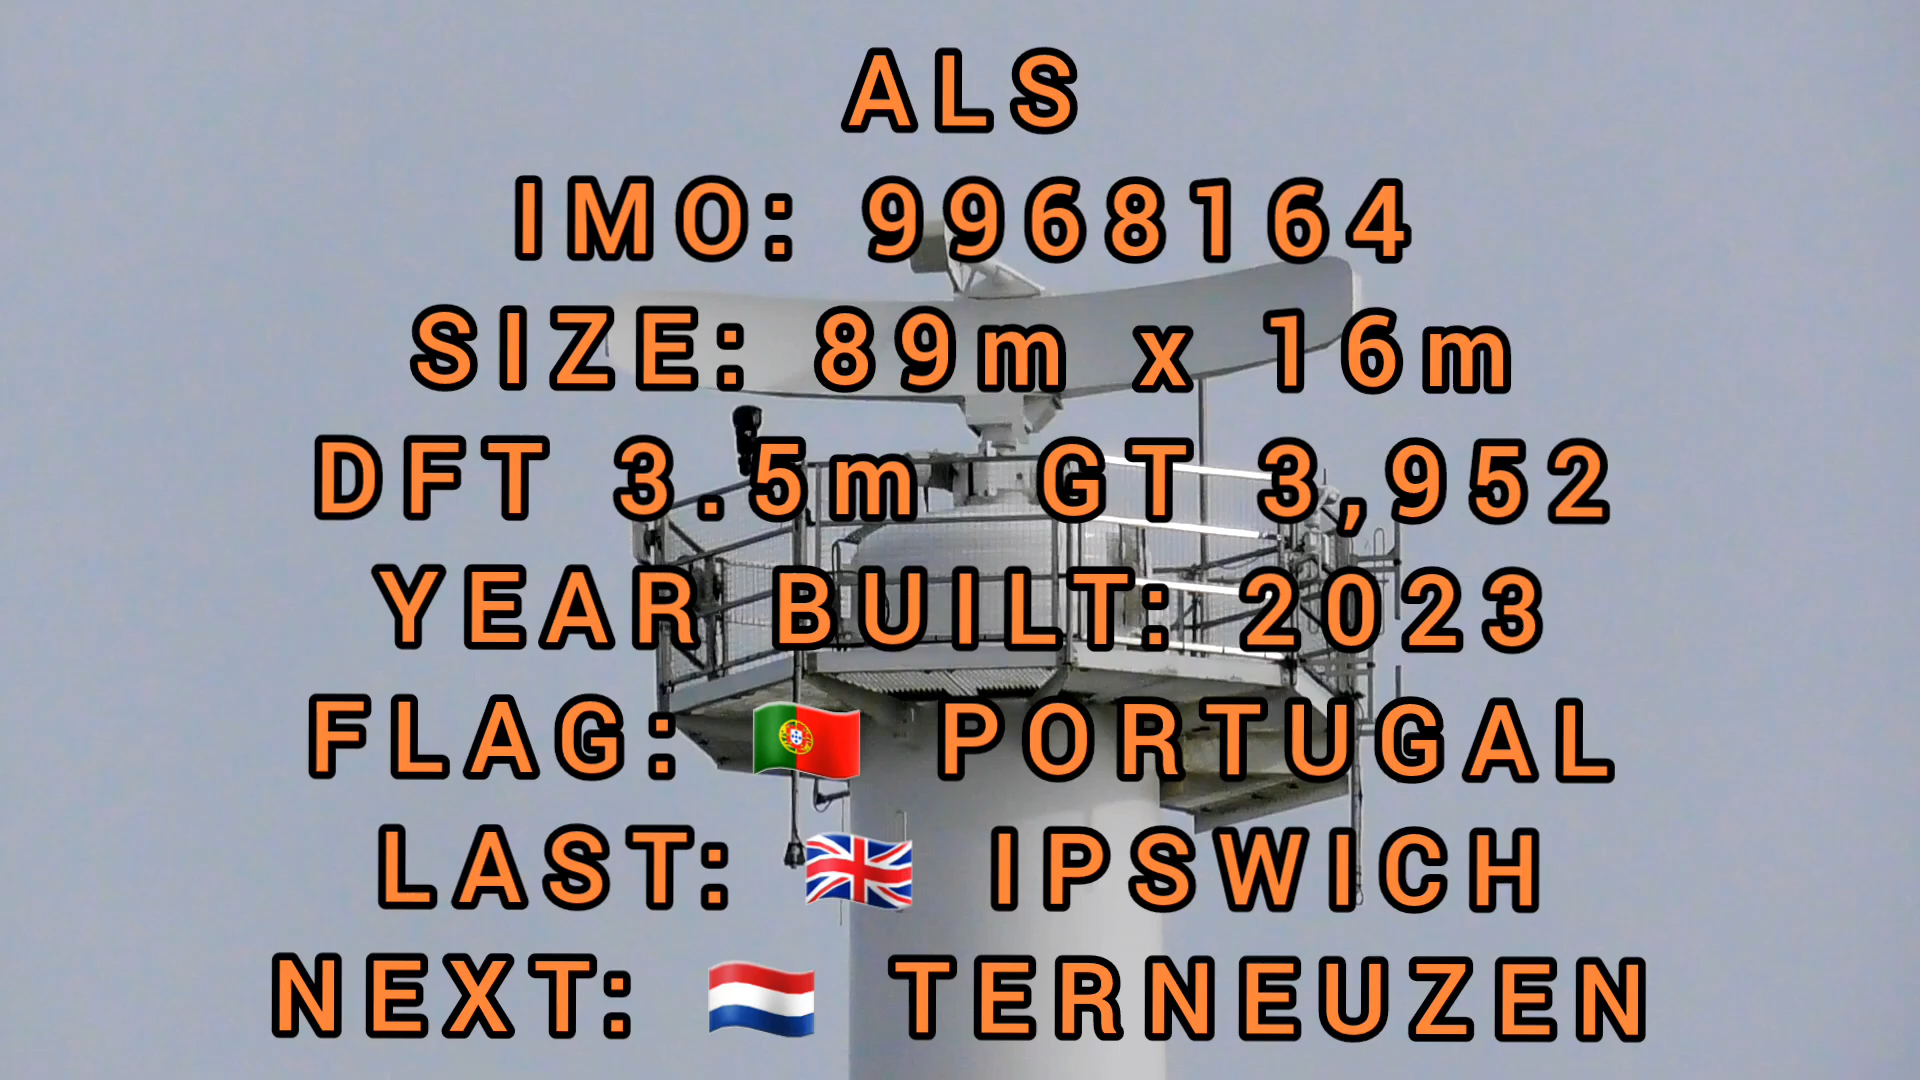 ALS
IMO: 9968164
SIZE: 89m x 16m
DFT 3.5m GT 3,952
YEAR BUILT: 2023
FLAG: 🇵🇹 PORTUGAL
LAST: 🇬🇧 IPSWICH
NEXT: 🇳🇱 TERNEUZEN